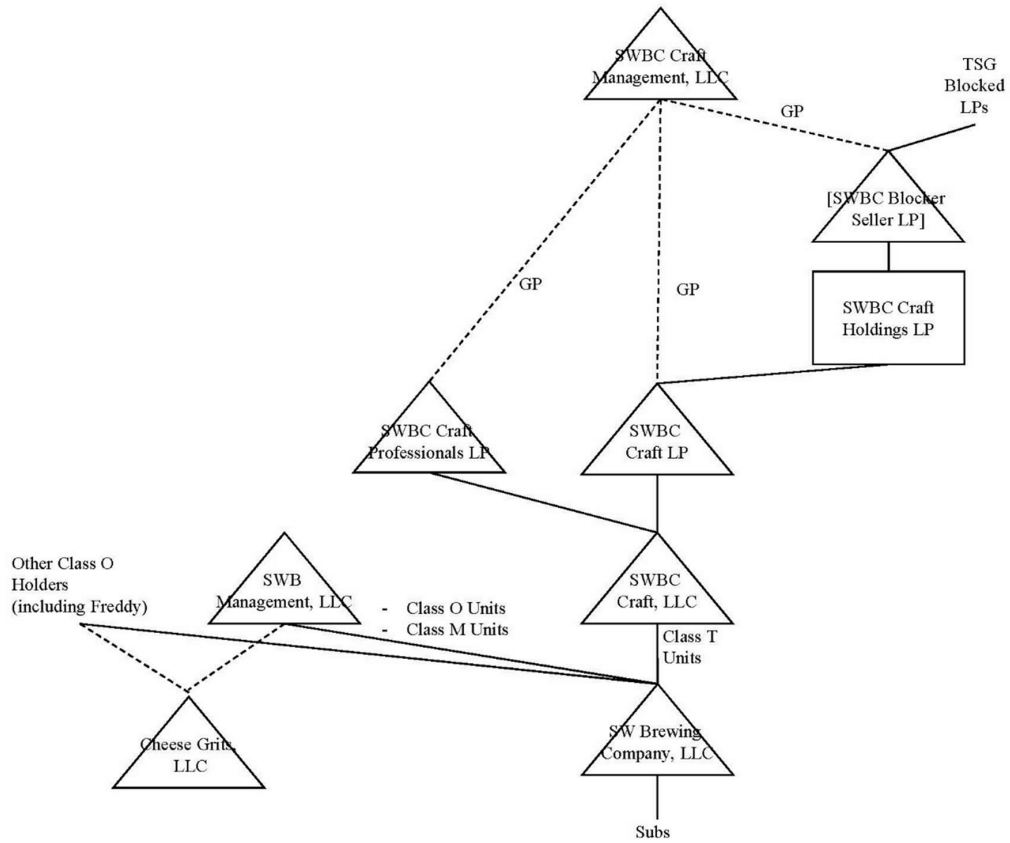 SWBC Craft
Management, LLC
TSG
Blocked
LPs
GP
[SWBC Blocker
Seller LP]
GP
GP
SWBC Craft
Holdings LP
SWBC Craft
Professionals LP
SWBC
Craft LP
Other Class O
Holders
(including Freddy)
SWB
Management, LLC
- Class O Units
- Class M Units
SWBC
Craft, LLC
Class T
Units
Cheese Grits,
LLC
SW Brewing
Company, LLC
Subs